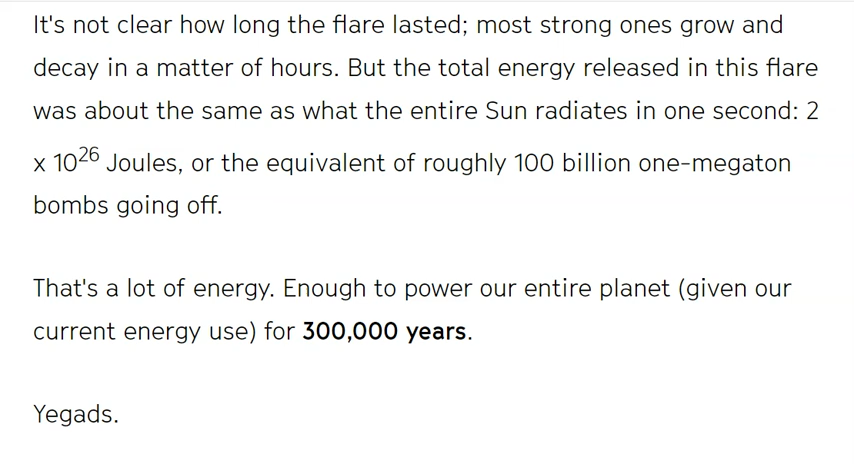 It's not clear how long the flare lasted; most strong ones grow and
decay in a matter of hours. But the total energy released in this flare
was about the same as what the entire Sun radiates in one second: 2
x 10²⁶ Joules, or the equivalent of roughly 100 billion one-megaton
bombs going off.
That's a lot of energy. Enough to power our entire planet (given our
current energy use) for 300,000 years.
Yegads.